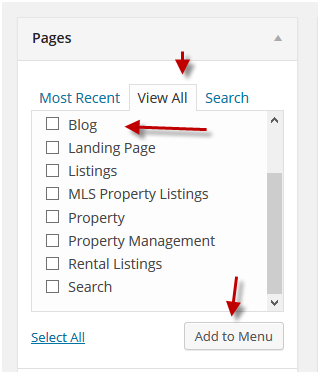 Pages
Most Recent View All Search
Blog
Landing Page
Listings
MLS Property Listings
Property
Property Management
Rental Listings
Search
Select All Add to Menu